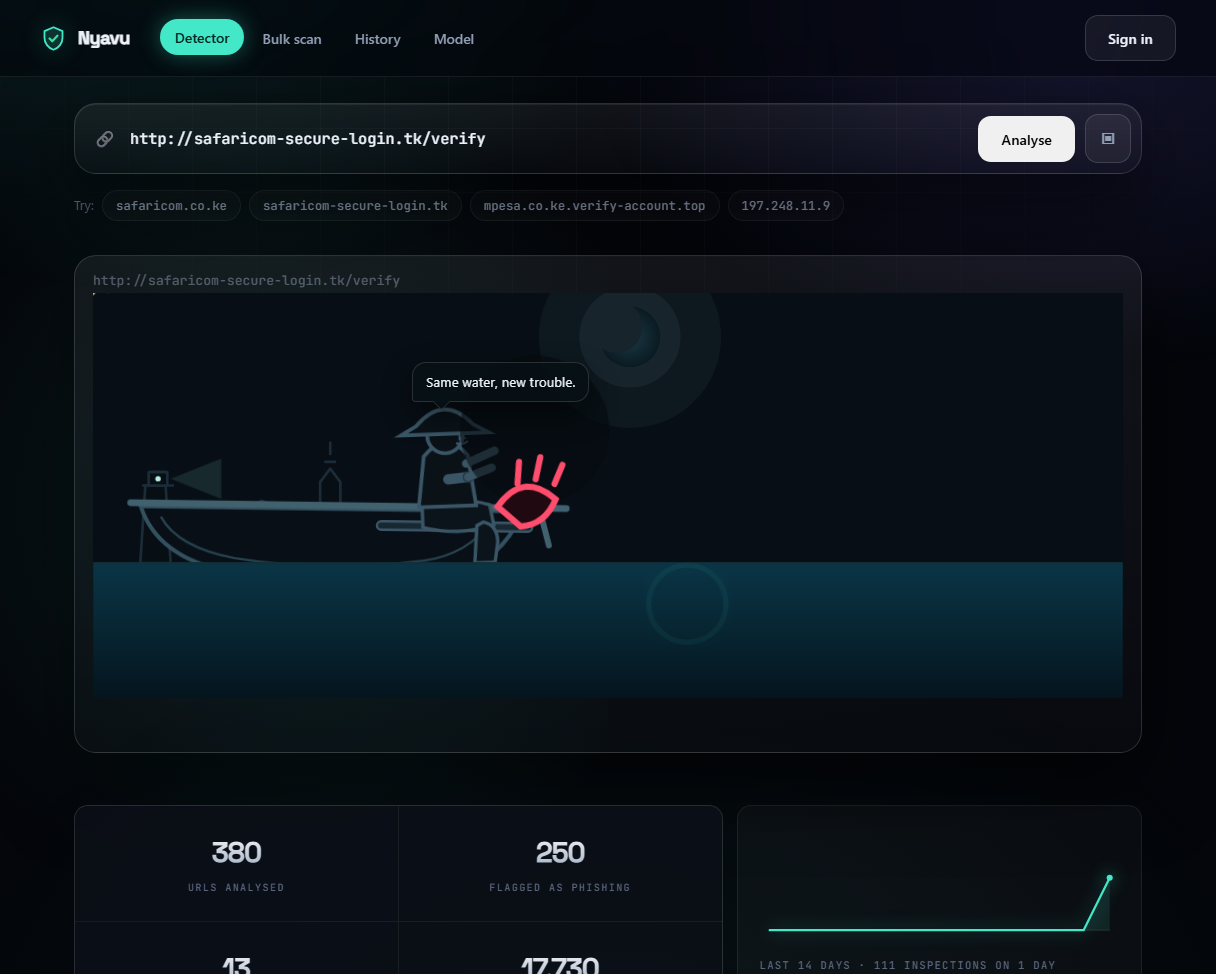 Nyavu
Detector
Bulk scan
History
Model
Sign in
http://safaricom-secure-login.tk/verify
Analyse
Try:
safaricom.co.ke
safaricom-secure-login.tk
mpesa.co.ke.verify-account.top
197.248.11.9
http://safaricom-secure-login.tk/verify
Same water, new trouble.
380
URLS ANALYSED
250
FLAGGED AS PHISHING
13
17,730
LAST 14 DAYS · 111 INSPECTIONS ON 1 DAY